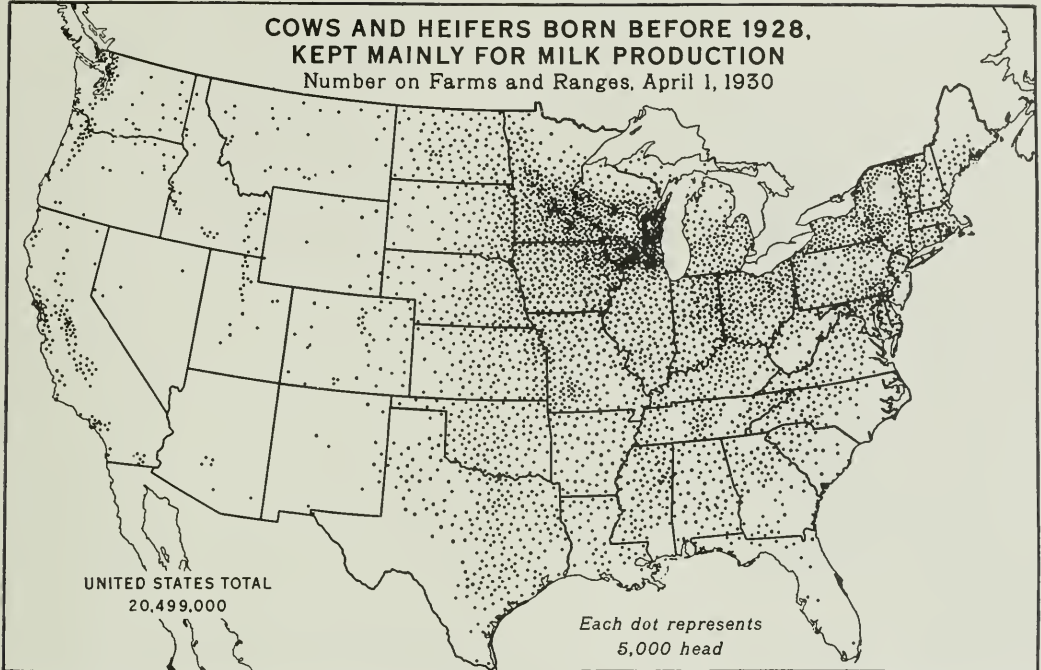 COWS AND HEIFERS BORN BEFORE 1928,
KEPT MAINLY FOR MILK PRODUCTION
Number on Farms and Ranges, April 1, 1930
UNITED STATES TOTAL
20,499,000
Each dot represents
5,000 head